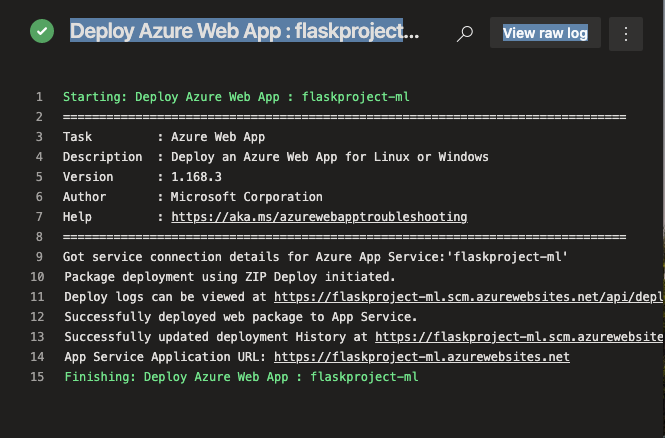 Deploy Azure Web App : flaskproject...
View raw log
1 Starting: Deploy Azure Web App : flaskproject-ml
2 ==============================================================================
3 Task         : Azure Web App
4 Description  : Deploy an Azure Web App for Linux or Windows
5 Version      : 1.168.3
6 Author       : Microsoft Corporation
7 Help         : https://aka.ms/azurewebapptroubleshooting
8 ==============================================================================
9 Got service connection details for Azure App Service:'flaskproject-ml'
10 Package deployment using ZIP Deploy initiated.
11 Deploy logs can be viewed at https://flaskproject-ml.scm.azurewebsites.net/api/depl
12 Successfully deployed web package to App Service.
13 Successfully updated deployment History at https://flaskproject-ml.scm.azurewebsite
14 App Service Application URL: https://flaskproject-ml.azurewebsites.net
15 Finishing: Deploy Azure Web App : flaskproject-ml